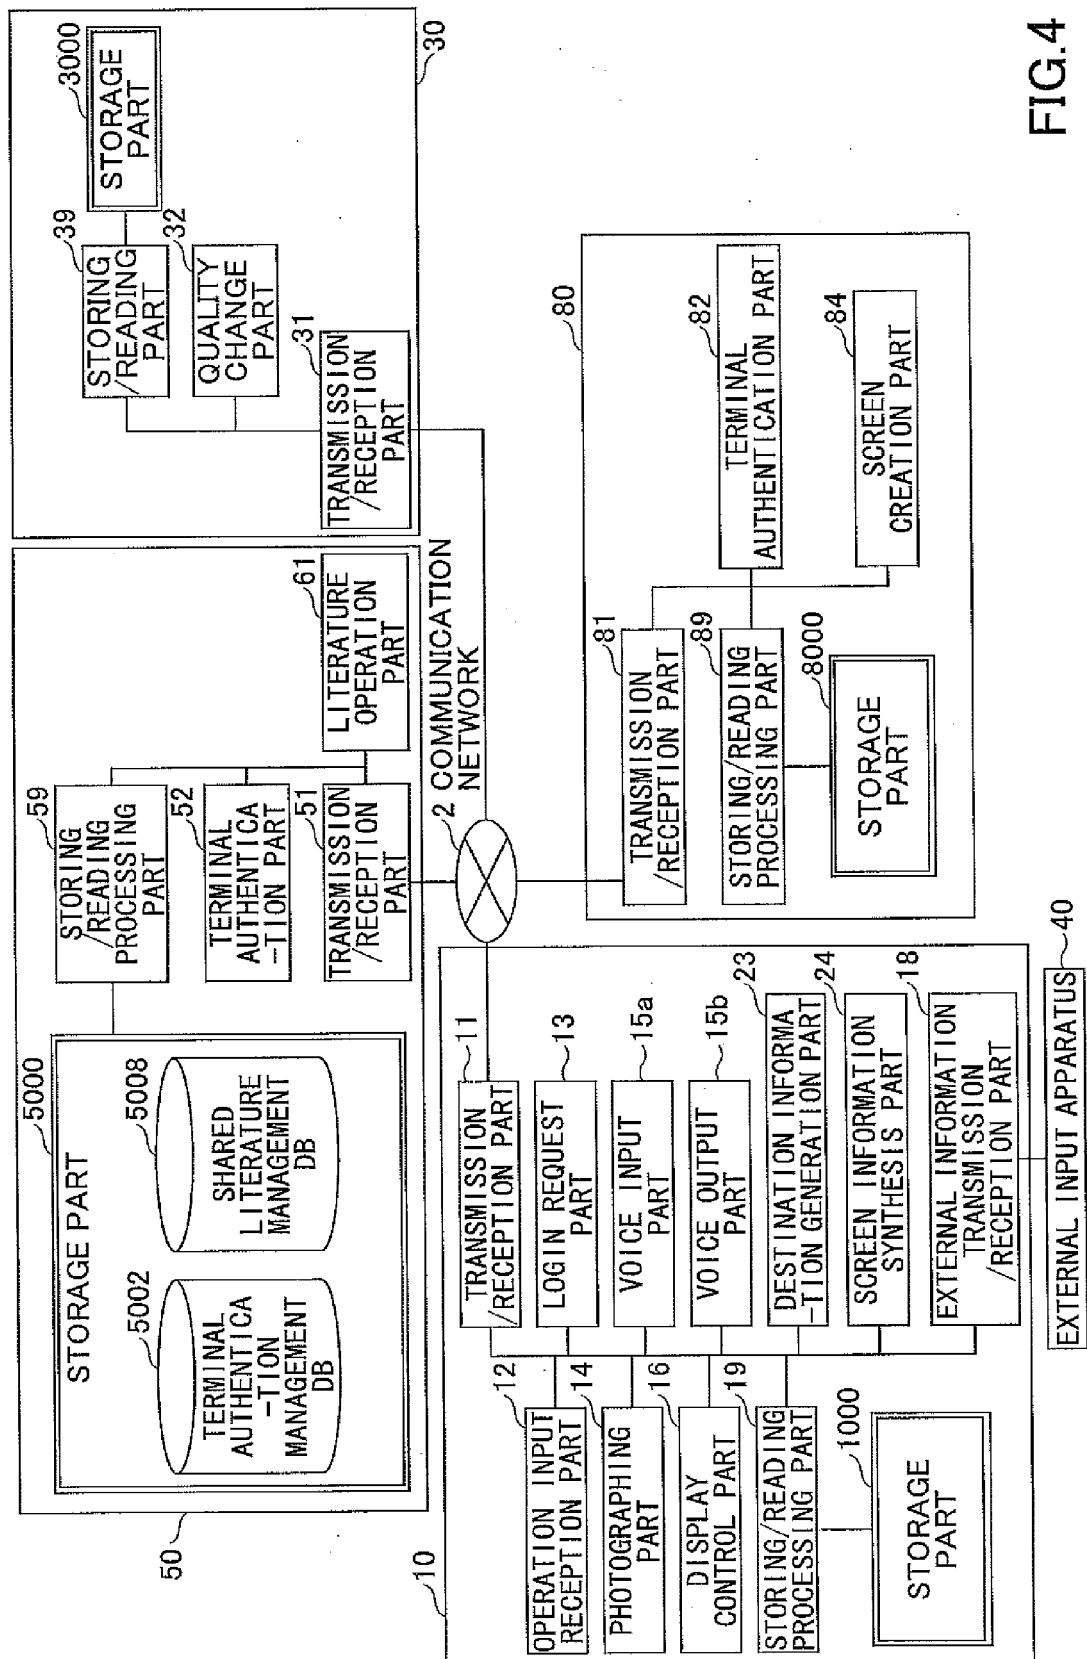 FIG.4
50
5000
STORAGE PART
5002
TERMINAL
AUTHENTICA
-TION
MANAGEMENT
DB
5008
SHARED
LITERATURE
MANAGEMENT
DB
59
STORING
/READING
PROCESSING
PART
52
TERMINAL
AUTHENTICA
-TION PART
51
TRANSMISSION
/RECEPTION
PART
61
LITERATURE
OPERATION
PART
30
39
STORING
/READING
PART
3000
STORAGE
PART
32
QUALITY
CHANGE
PART
31
TRANSMISSION
/RECEPTION
PART
2
COMMUNICATION
NETWORK
10
12
OPERATION INPUT
RECEPTION PART
14
PHOTOGRAPHING
PART
16
DISPLAY
CONTROL PART
19
STORING/READING
PROCESSING PART
1000
STORAGE
PART
11
TRANSMISSION
/RECEPTION PART
13
LOGIN REQUEST
PART
15a
VOICE INPUT
PART
15b
VOICE OUTPUT
PART
23
DESTINATION INFORMA
-TION GENERATION PART
24
SCREEN INFORMATION
SYNTHESIS PART
18
EXTERNAL INFORMATION
TRANSMISSION
/RECEPTION PART
40
EXTERNAL INPUT APPARATUS
80
81
TRANSMISSION
/RECEPTION PART
82
TERMINAL
AUTHENTICATION PART
89
STORING/READING
PROCESSING PART
84
SCREEN
CREATION PART
8000
STORAGE
PART